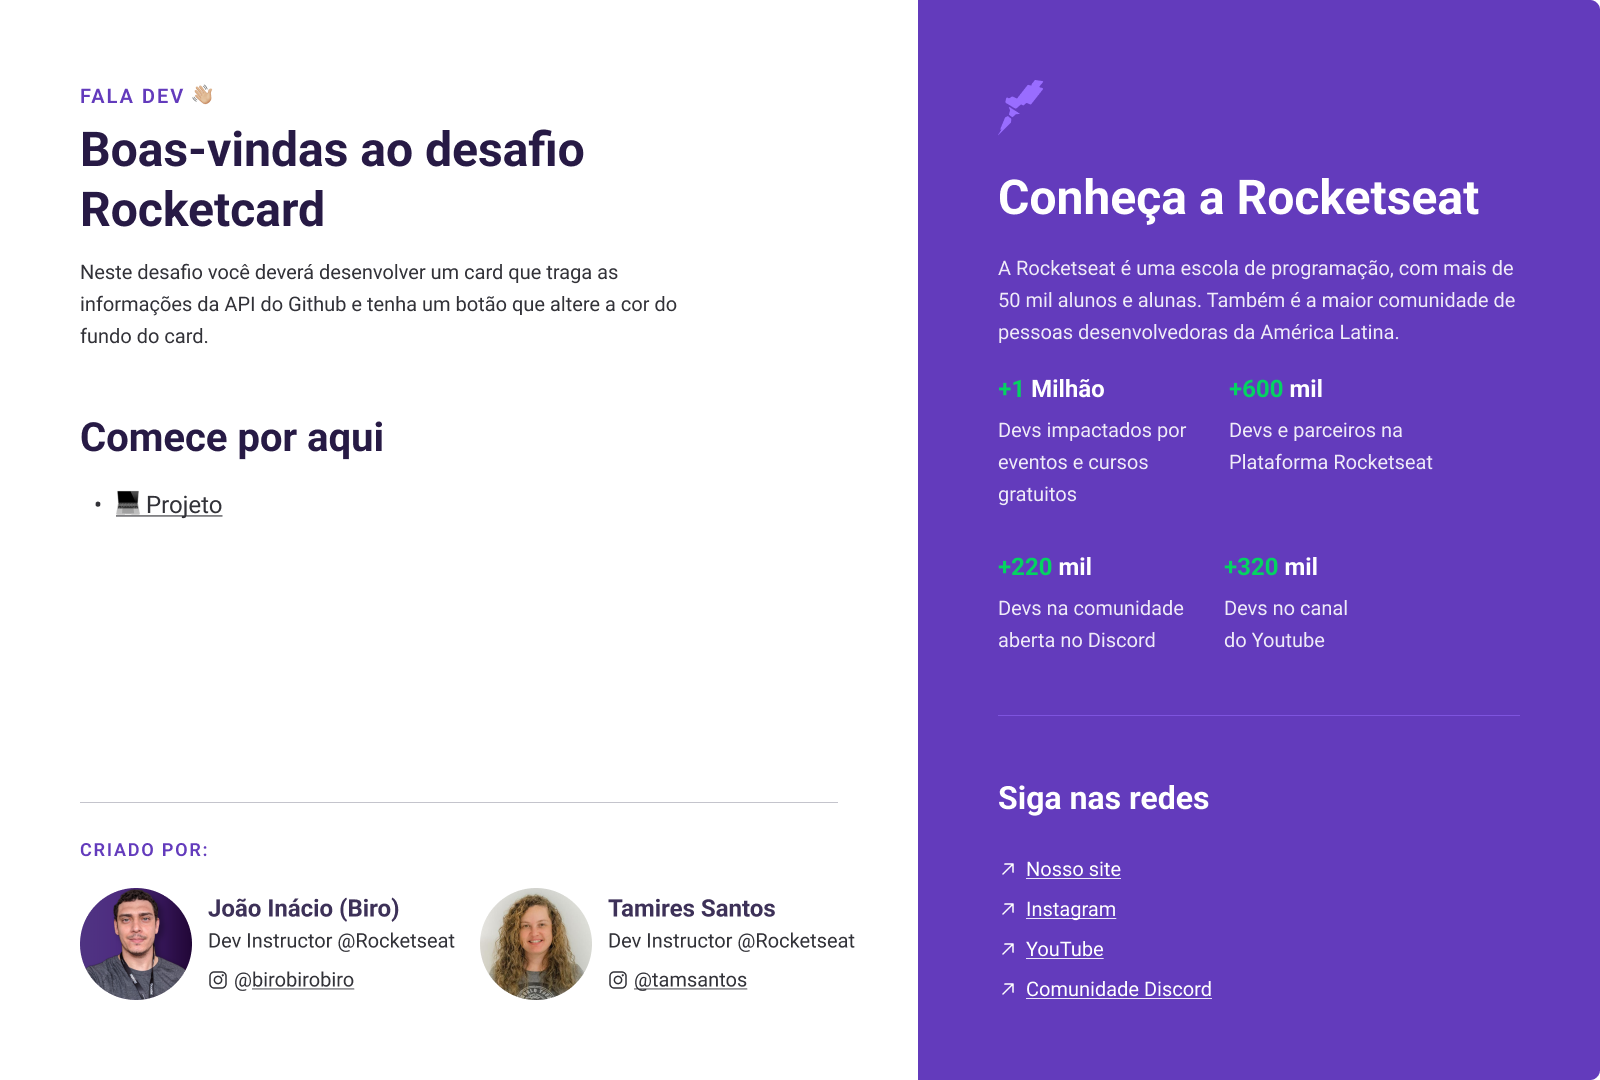 FALA DEV 👋🏼
Boas-vindas ao desafio
Rocketcard
Neste desafio você deverá desenvolver um card que traga as
informações da API do Github e tenha um botão que altere a cor do
fundo do card.
Comece por aqui
• 💻 Projeto
CRIADO POR:
João Inácio (Biro)
Dev Instructor @Rocketseat
@birobirobiro
Tamires Santos
Dev Instructor @Rocketseat
@tamsantos
Conheça a Rocketseat
A Rocketseat é uma escola de programação, com mais de
50 mil alunos e alunas. Também é a maior comunidade de
pessoas desenvolvedoras da América Latina.
+1 Milhão
Devs impactados por
eventos e cursos
gratuitos
+600 mil
Devs e parceiros na
Plataforma Rocketseat
+220 mil
Devs na comunidade
aberta no Discord
+320 mil
Devs no canal
do Youtube
Siga nas redes
Nosso site
Instagram
YouTube
Comunidade Discord